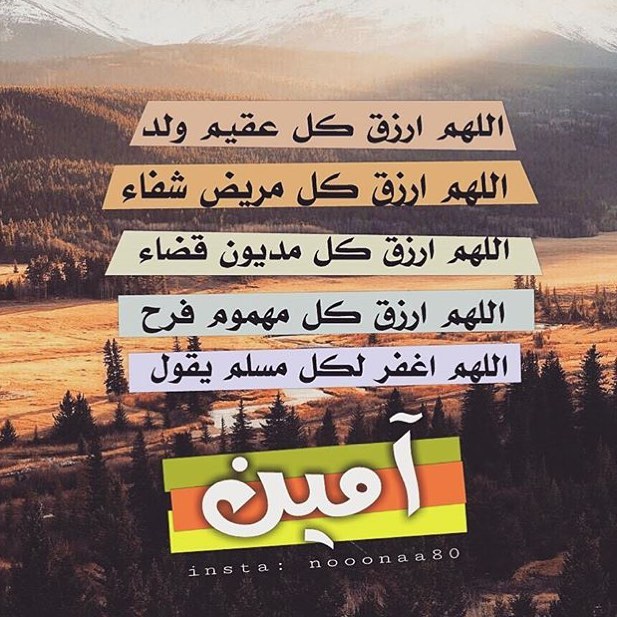 اللهم ارزق كل عقيم ولد
اللهم ارزق كل مريض شفاء
اللهم ارزق كل مديون قضاء
اللهم ارزق كل مهموم فرح
اللهم اغفر لكل مسلم يقول
آمين
insta: nooonaa80